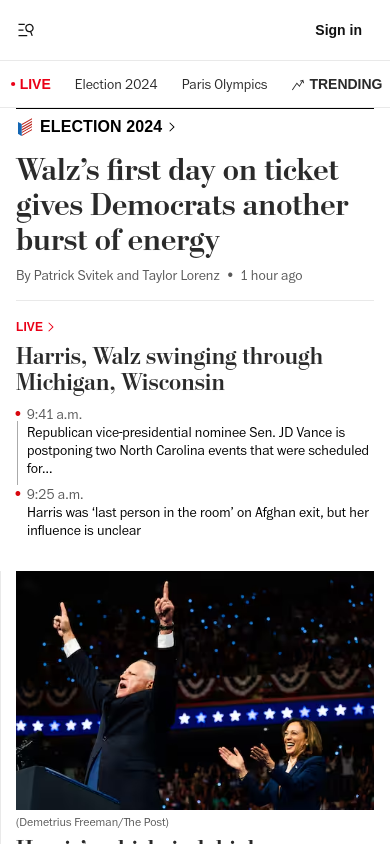 Sign in
• LIVE Election 2024 Paris Olympics TRENDING
ELECTION 2024 >
Walz’s first day on ticket
gives Democrats another
burst of energy
By Patrick Svitek and Taylor Lorenz • 1 hour ago
LIVE >
Harris, Walz swinging through
Michigan, Wisconsin
9:41 a.m.
Republican vice-presidential nominee Sen. JD Vance is
postponing two North Carolina events that were scheduled
for...
9:25 a.m.
Harris was ‘last person in the room’ on Afghan exit, but her
influence is unclear
(Demetrius Freeman/The Post)